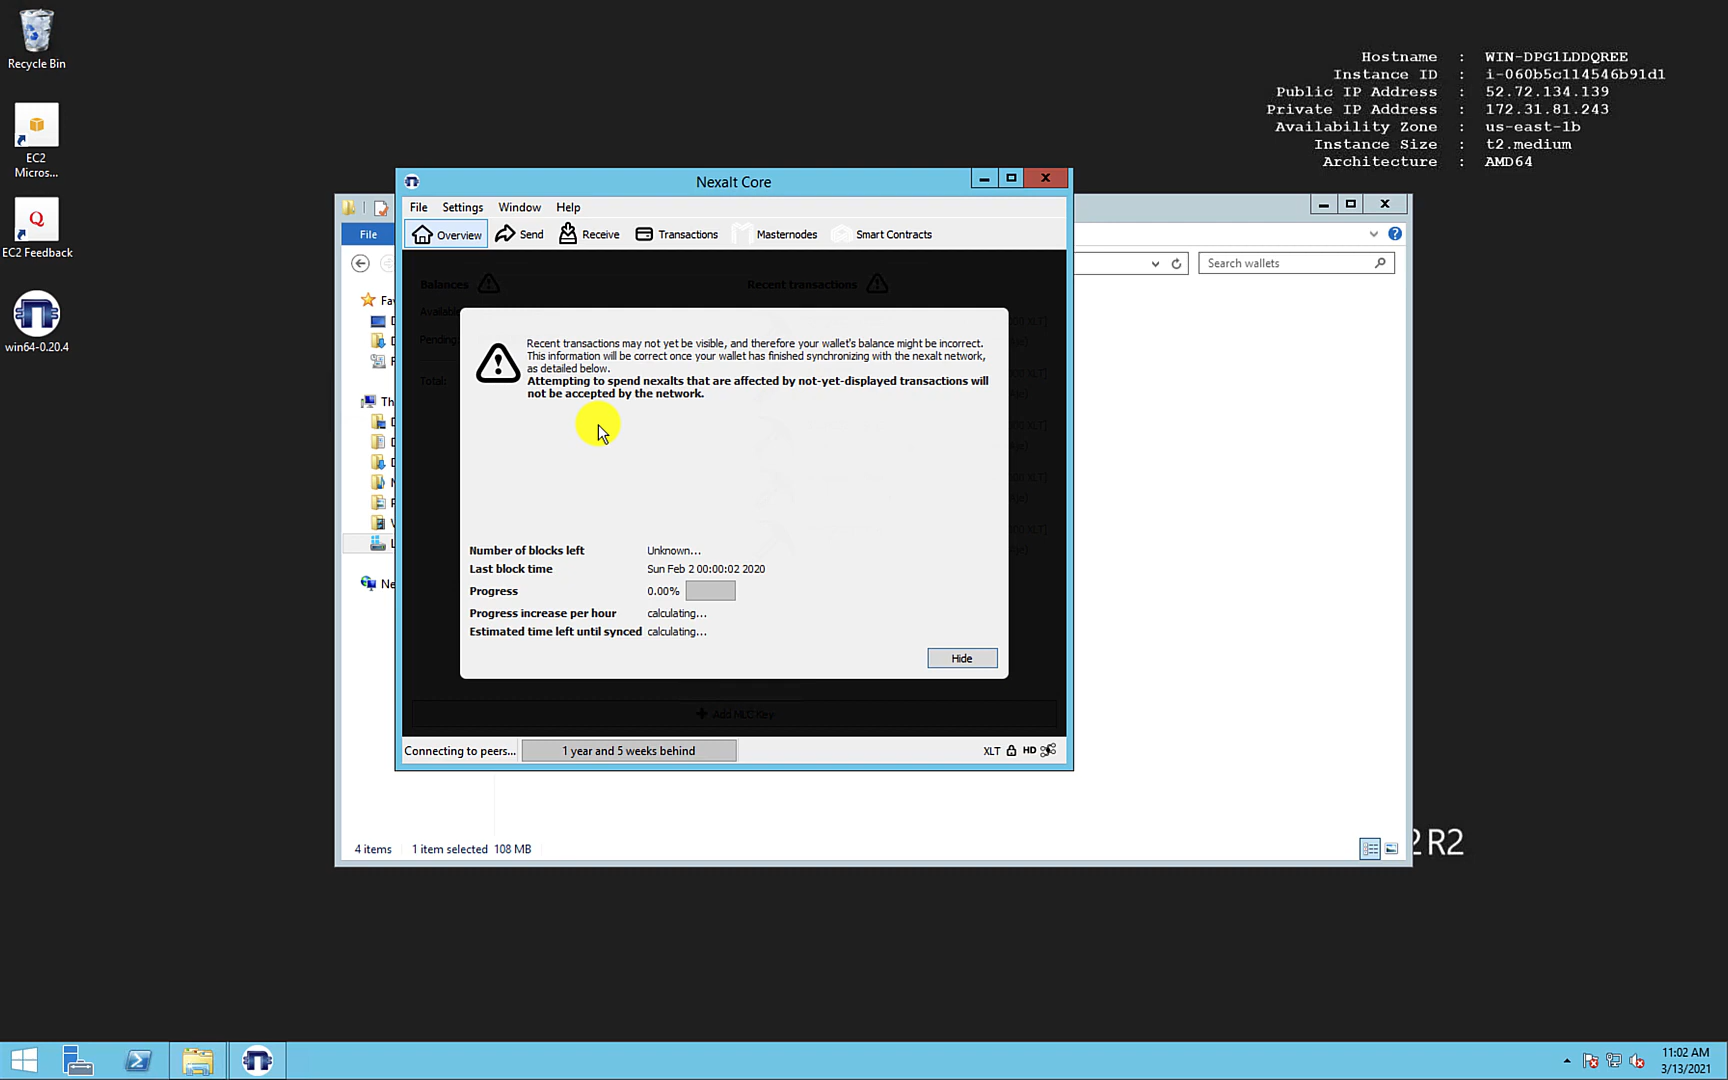 Recycle Bin
EC2
Micros...
EC2 Feedback
win64-0.20.4
Hostname : WIN-DPG1LDDQREE
Instance ID : i-060b5c114546b91d1
Public IP Address : 52.72.134.139
Private IP Address : 172.31.81.243
Availability Zone : us-east-1b
Instance Size : t2.medium
Architecture : AMD64
Nexalt Core
File Settings Window Help
Overview Send Receive Transactions Masternodes Smart Contracts
File
Search wallets
Balances
Recent transactions
Pending:
Total:
Recent transactions may not yet be visible, and therefore your wallet's balance might be incorrect.
This information will be correct once your wallet has finished synchronizing with the nexalt network,
as detailed below.
Attempting to spend nexalts that are affected by not-yet-displayed transactions will
not be accepted by the network.
Number of blocks left Unknown...
Last block time Sun Feb 2 00:00:02 2020
Progress 0.00%
Progress increase per hour calculating...
Estimated time left until synced calculating...
Hide
Add MLC Key
Connecting to peers... 1 year and 5 weeks behind XLT HD
4 items 1 item selected 108 MB
2 R2
11:02 AM
3/13/2021